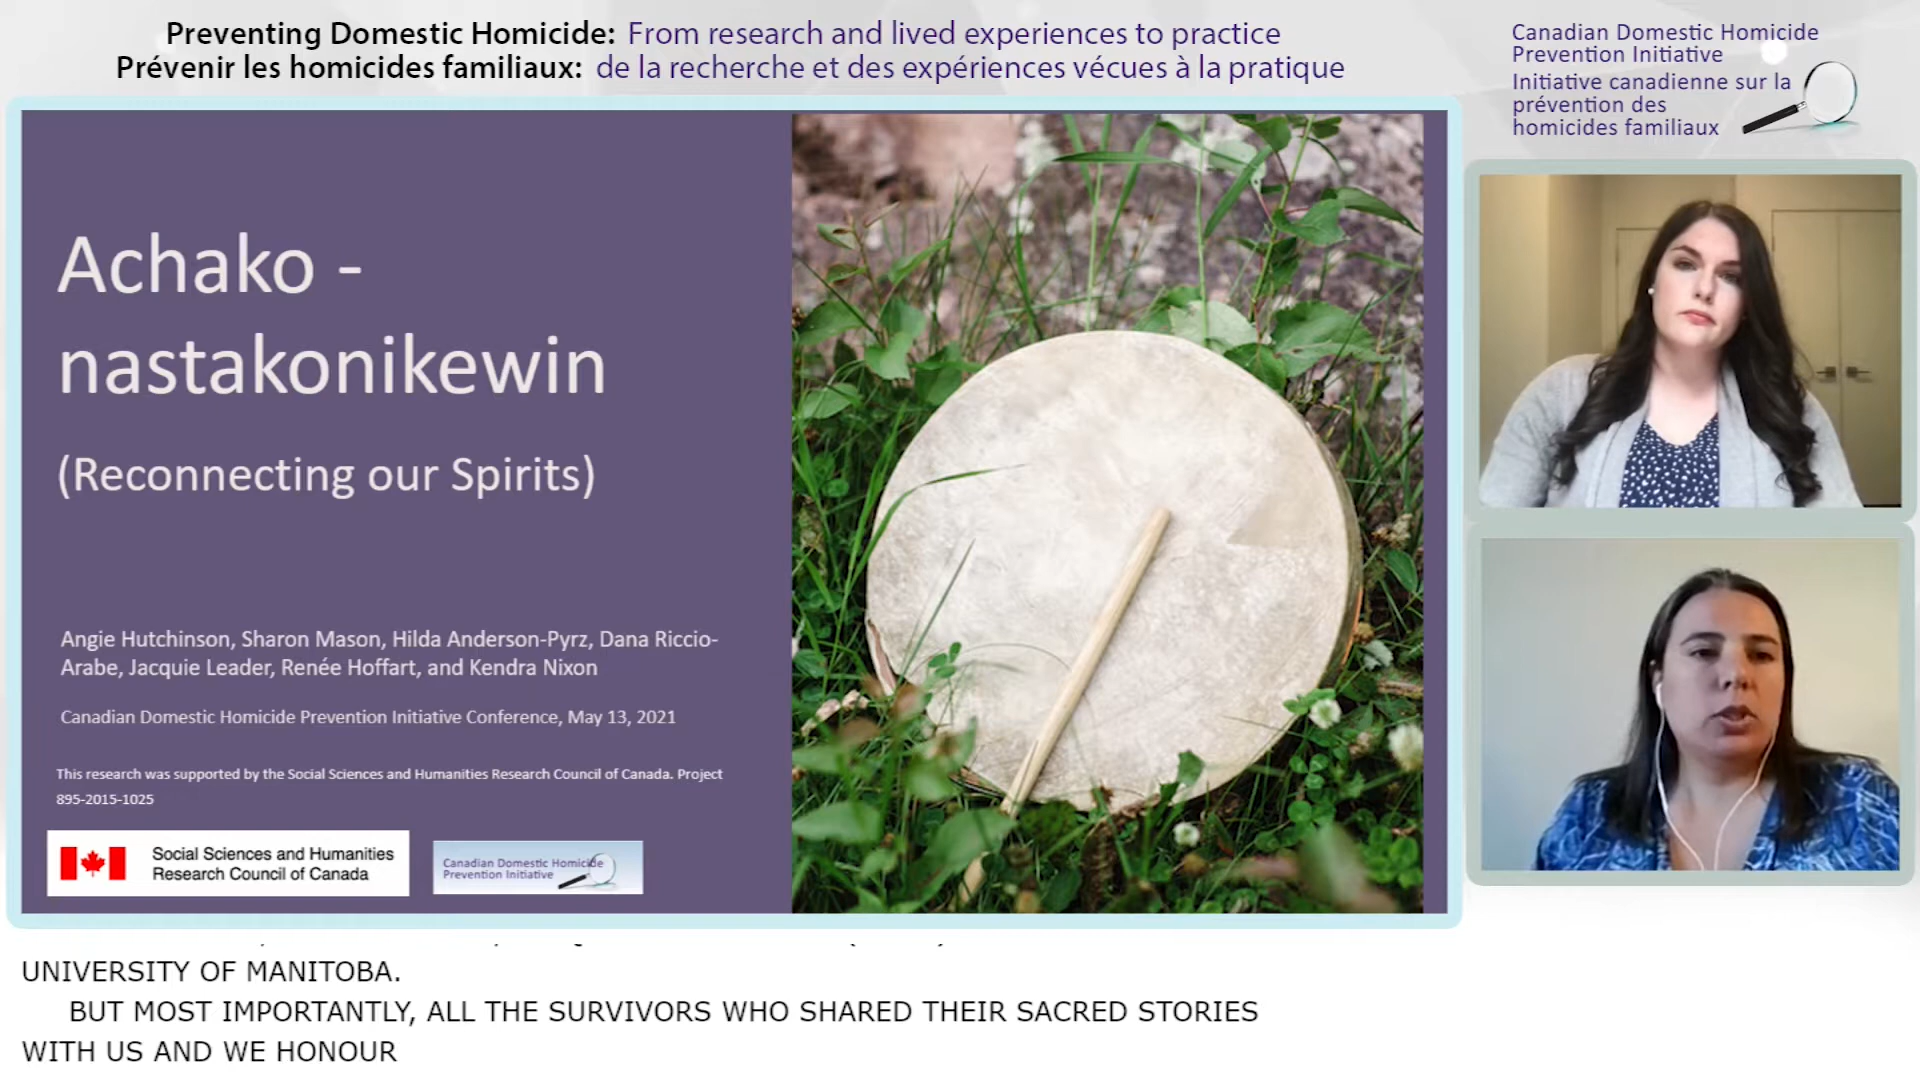 Preventing Domestic Homicide: From research and lived experiences to practice
Prévenir les homicides familiaux: de la recherche et des expériences vécues à la pratique
Canadian Domestic Homicide
Prevention Initiative
Initiative canadienne sur la
prévention des
homicides familiaux
Achako -
nastakonikewin
(Reconnecting our Spirits)
Angie Hutchinson, Sharon Mason, Hilda Anderson-Pyrz, Dana Riccio-
Arabe, Jacquie Leader, Renée Hoffart, and Kendra Nixon
Canadian Domestic Homicide Prevention Initiative Conference, May 13, 2021
This research was supported by the Social Sciences and Humanities Research Council of Canada. Project
895-2015-1025
Social Sciences and Humanities
Research Council of Canada
Canadian Domestic Homicide
Prevention Initiative
UNIVERSITY OF MANITOBA.
BUT MOST IMPORTANTLY, ALL THE SURVIVORS WHO SHARED THEIR SACRED STORIES
WITH US AND WE HONOUR